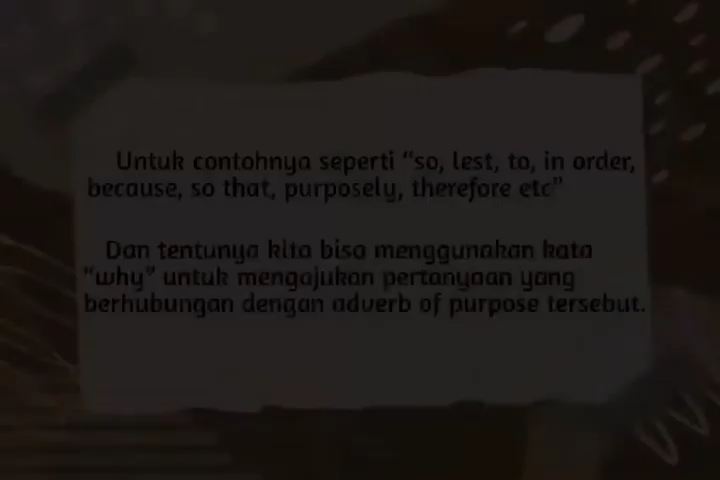 Untuk contohnya seperti "so, lest, to, in order,
because, so that, purposely, therefore etc"
Dan tentunya kita bisa menggunakan kata
"why" untuk mengajukan pertanyaan yang
berhubungan dengan adverb of purpose tersebut.